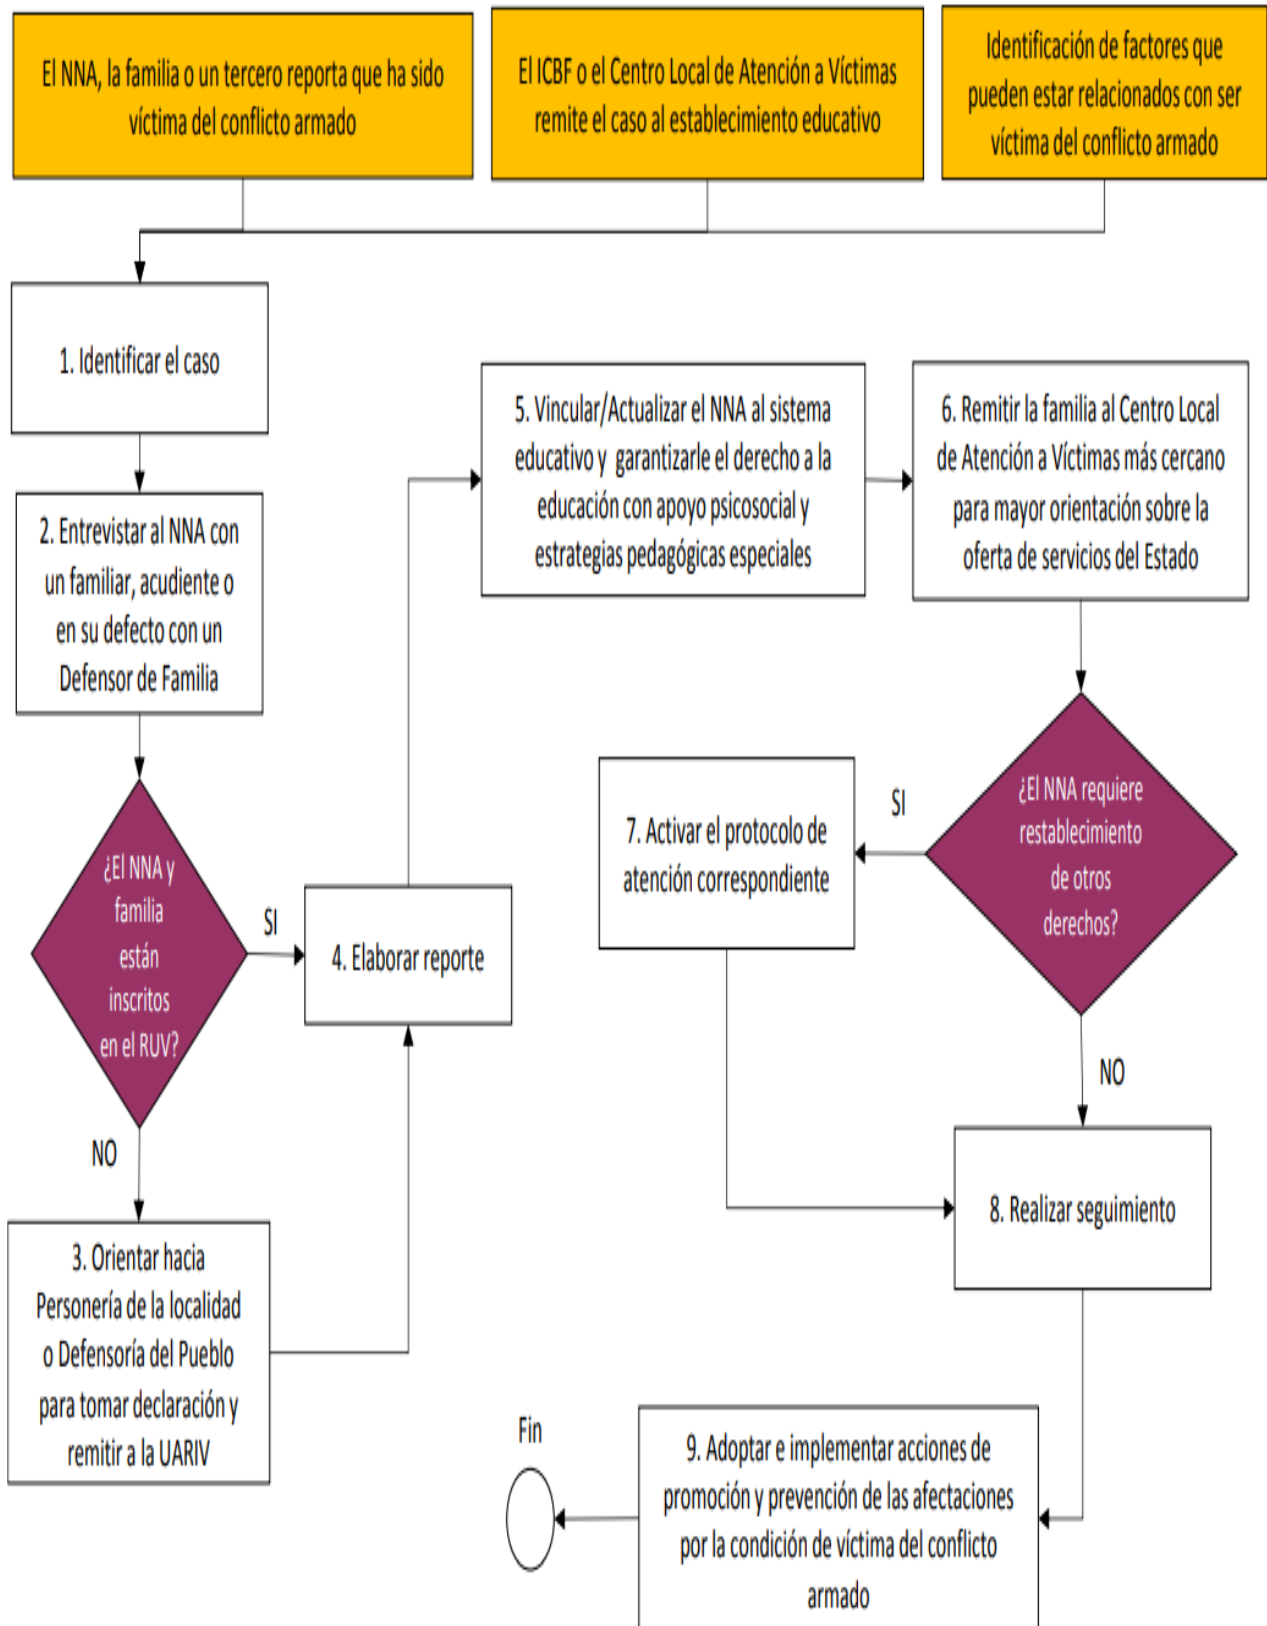 El NNA, la familia o un tercero reporta que ha sido
víctima del conflicto armado
El ICBF o el Centro Local de Atención a Víctimas
remite el caso al establecimiento educativo
Identificación de factores que
pueden estar relacionados con ser
víctima del conflicto armado
1. Identificar el caso
2. Entrevistar al NNA con
un familiar, acudiente o
en su defecto con un
Defensor de Familia
¿El NNA y
familia
están
inscritos
en el RUV?
SI
NO
3. Orientar hacia
Personería de la localidad
o Defensoría del Pueblo
para tomar declaración y
remitir a la UARIV
4. Elaborar reporte
5. Vincular/Actualizar el NNA al sistema
educativo y garantizarle el derecho a la
educación con apoyo psicosocial y
estrategias pedagógicas especiales
6. Remitir la familia al Centro Local
de Atención a Víctimas más cercano
para mayor orientación sobre la
oferta de servicios del Estado
¿El NNA requiere
restablecimiento
de otros
derechos?
SI
7. Activar el protocolo de
atención correspondiente
NO
8. Realizar seguimiento
9. Adoptar e implementar acciones de
promoción y prevención de las afectaciones
por la condición de víctima del conflicto
armado
Fin